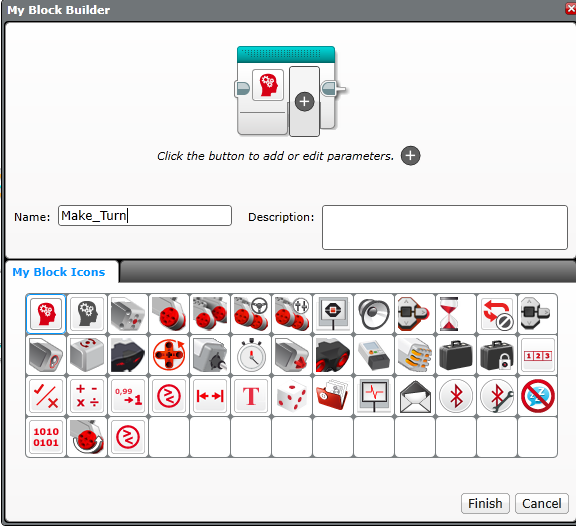 My Block Builder
Click the button to add or edit parameters.
Name: Make_Turn Description:
My Block Icons
1 2 3
+ -
x ÷
0,99
→1
T
1010
0101
Finish Cancel